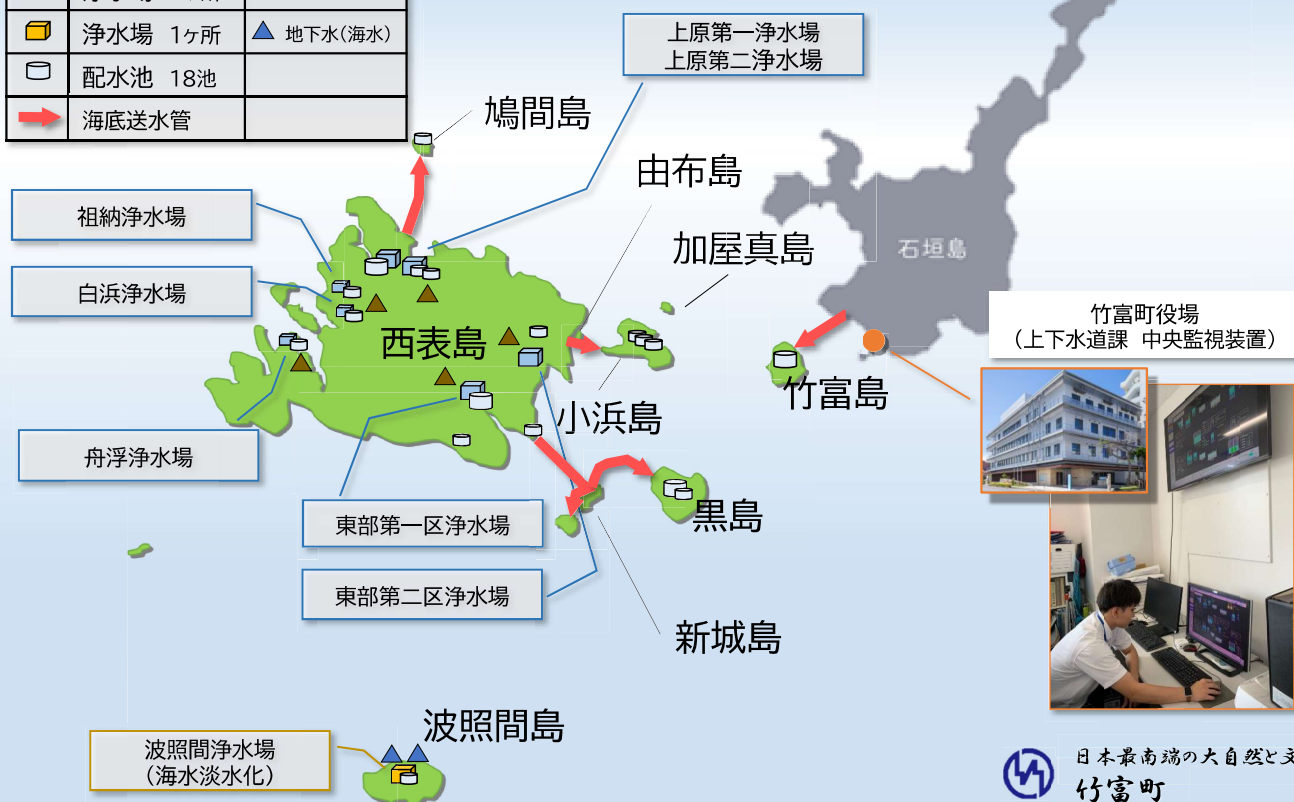 浄水場 1ヶ所
地下水(海水)
配水池 18池
海底送水管
上原第一浄水場
上原第二浄水場
鳩間島
由布島
加屋真島
石垣島
祖納浄水場
白浜浄水場
西表島
竹富町役場
（上下水道課 中央監視装置）
竹富島
小浜島
舟浮浄水場
黒島
東部第一区浄水場
東部第二区浄水場
新城島
波照間島
波照間浄水場
（海水淡水化）
日本最南端の大自然と文
竹富町